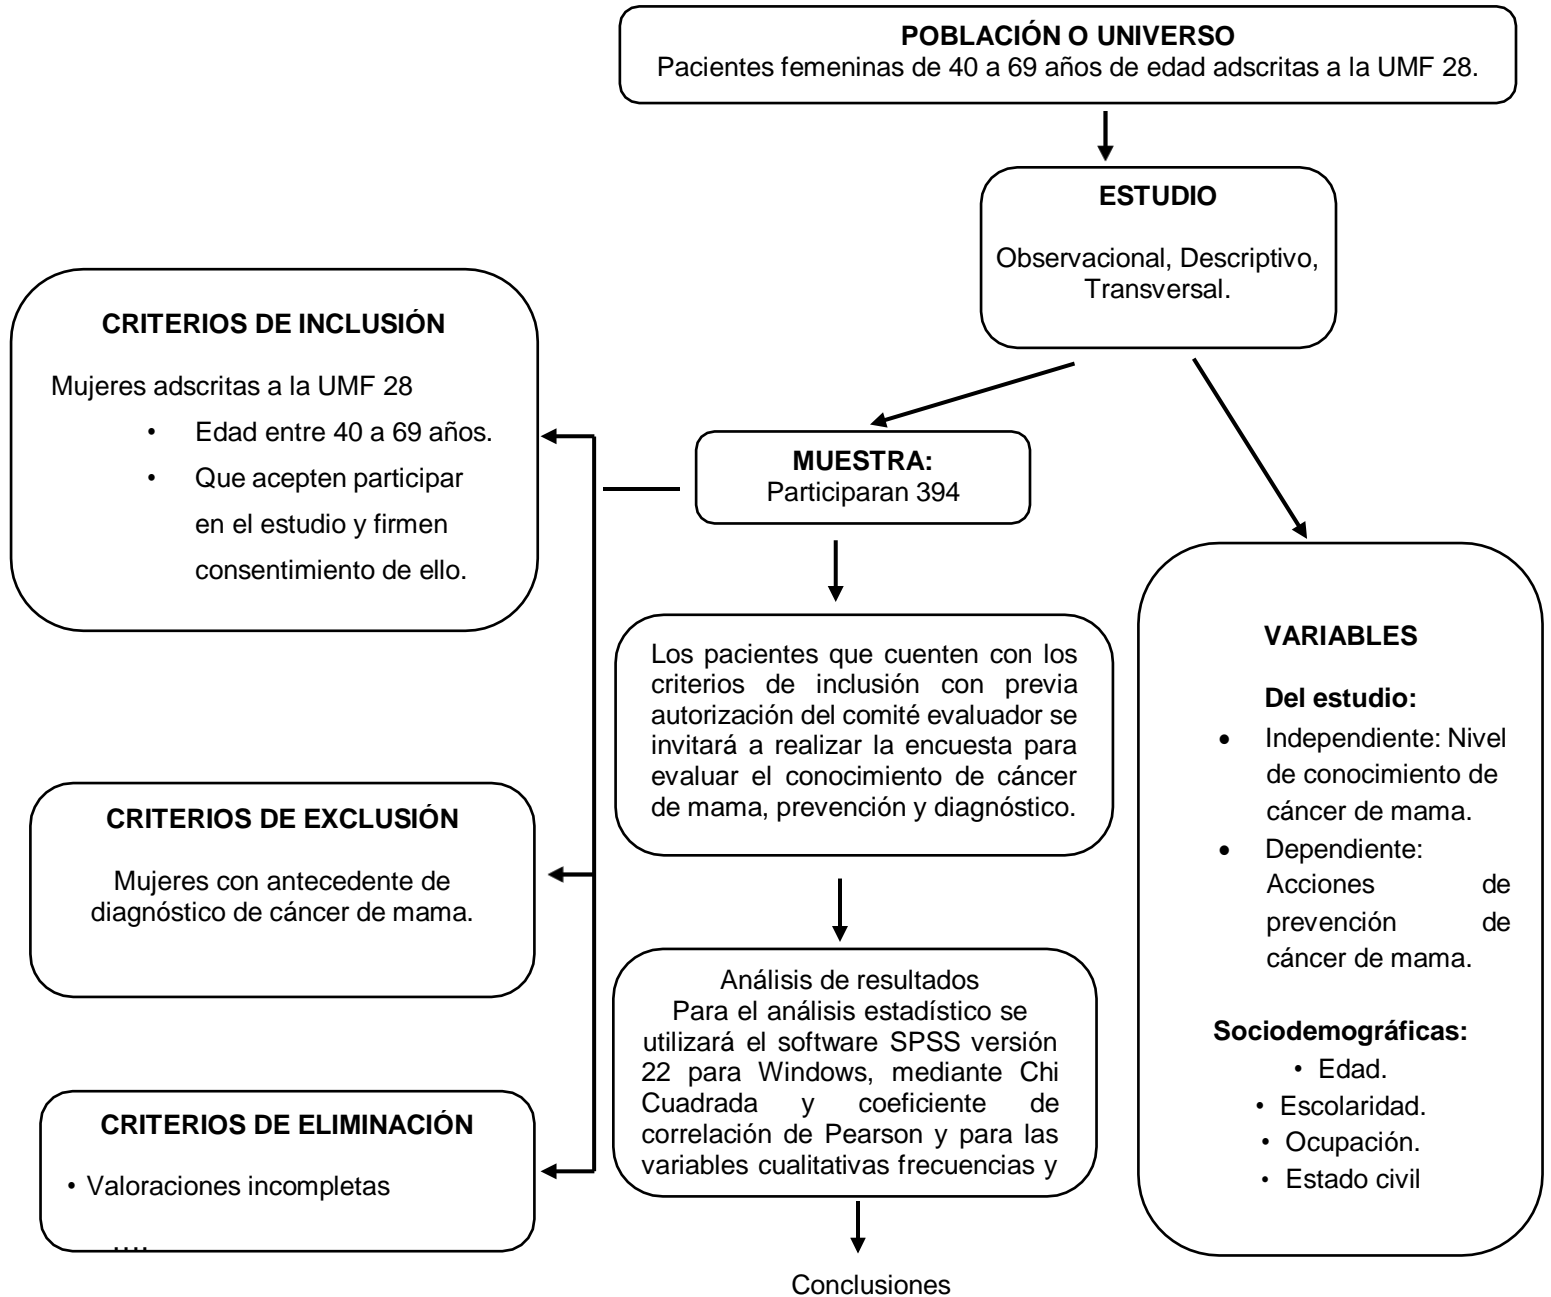 POBLACIÓN O UNIVERSO
Pacientes femeninas de 40 a 69 años de edad adscritas a la UMF 28.
ESTUDIO
Observacional, Descriptivo,
Transversal.
CRITERIOS DE INCLUSIÓN
Mujeres adscritas a la UMF 28
• Edad entre 40 a 69 años.
• Que acepten participar
en el estudio y firmen
consentimiento de ello.
MUESTRA:
Participaran 394
Los pacientes que cuenten con los
criterios de inclusión con previa
autorización del comité evaluador se
invitará a realizar la encuesta para
evaluar el conocimiento de cáncer
de mama, prevención y diagnóstico.
VARIABLES
Del estudio:
• Independiente: Nivel
de conocimiento de
cáncer de mama.
• Dependiente:
Acciones de
prevención de
cáncer de mama.
Sociodemográficas:
• Edad.
• Escolaridad.
• Ocupación.
• Estado civil
CRITERIOS DE EXCLUSIÓN
Mujeres con antecedente de
diagnóstico de cáncer de mama.
Análisis de resultados
Para el análisis estadístico se
utilizará el software SPSS versión
22 para Windows, mediante Chi
Cuadrada y coeficiente de
correlación de Pearson y para las
variables cualitativas frecuencias y
CRITERIOS DE ELIMINACIÓN
• Valoraciones incompletas
….
Conclusiones